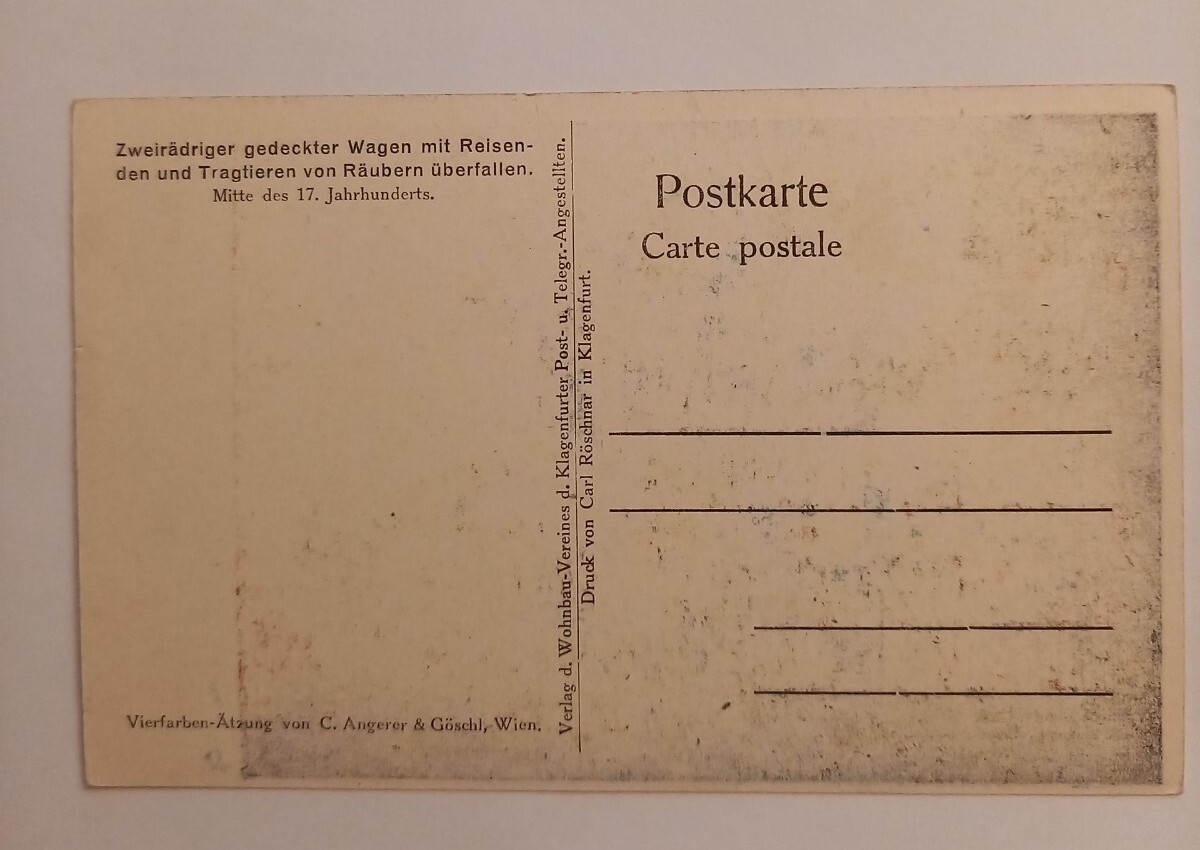 Zweirädriger gedeckter Wagen mit Reisen-
den und Tragtieren von Räubern überfallen.
Mitte des 17. Jahrhunderts.
Vierfarben-Ätzung von C. Angerer & Göschl, Wien.
Verlag d. Wohnbau-Vereines d. Klagenfurter Post- u. Telegr.-Angestellten.
Druck von Carl Röschnar in Klagenfurt.
Postkarte
Carte postale